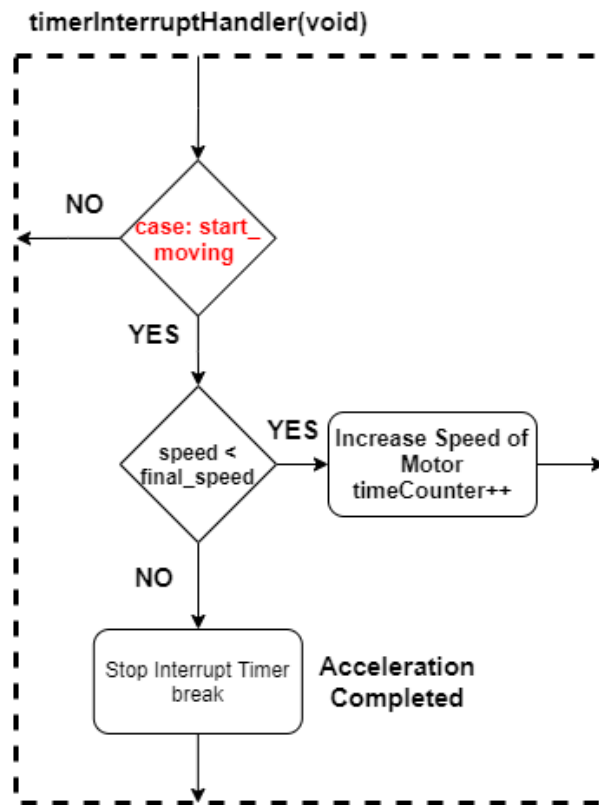 timerInterruptHandler(void)
NO
case: start_
moving
YES
speed <
final_speed
YES
Increase Speed of
Motor
timeCounter++
NO
Stop Interrupt Timer
break
Acceleration
Completed